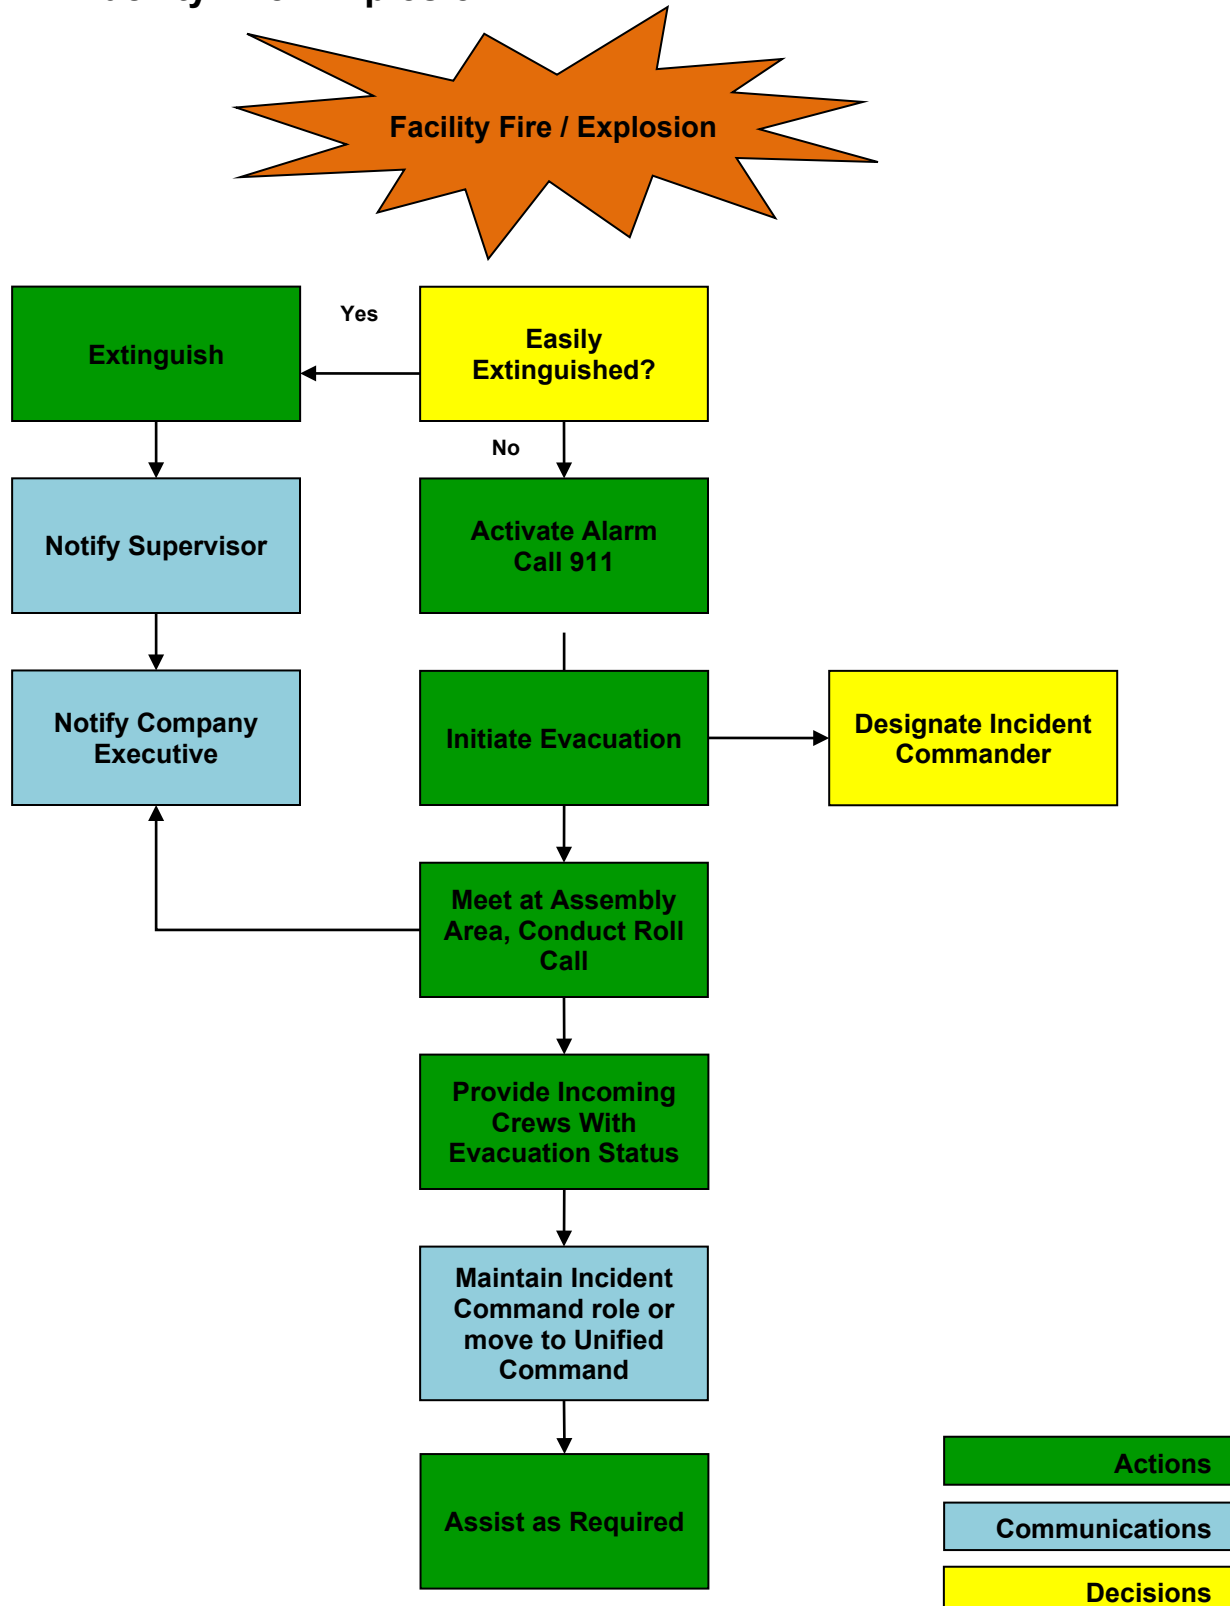 Facility Fire / Explosion
Yes
Extinguish
Easily
Extinguished?
No
Notify Supervisor
Activate Alarm
Call 911
Notify Company
Executive
Initiate Evacuation
Designate Incident
Commander
Meet at Assembly
Area, Conduct Roll
Call
Provide Incoming
Crews With
Evacuation Status
Maintain Incident
Command role or
move to Unified
Command
Assist as Required
Actions
Communications
Decisions